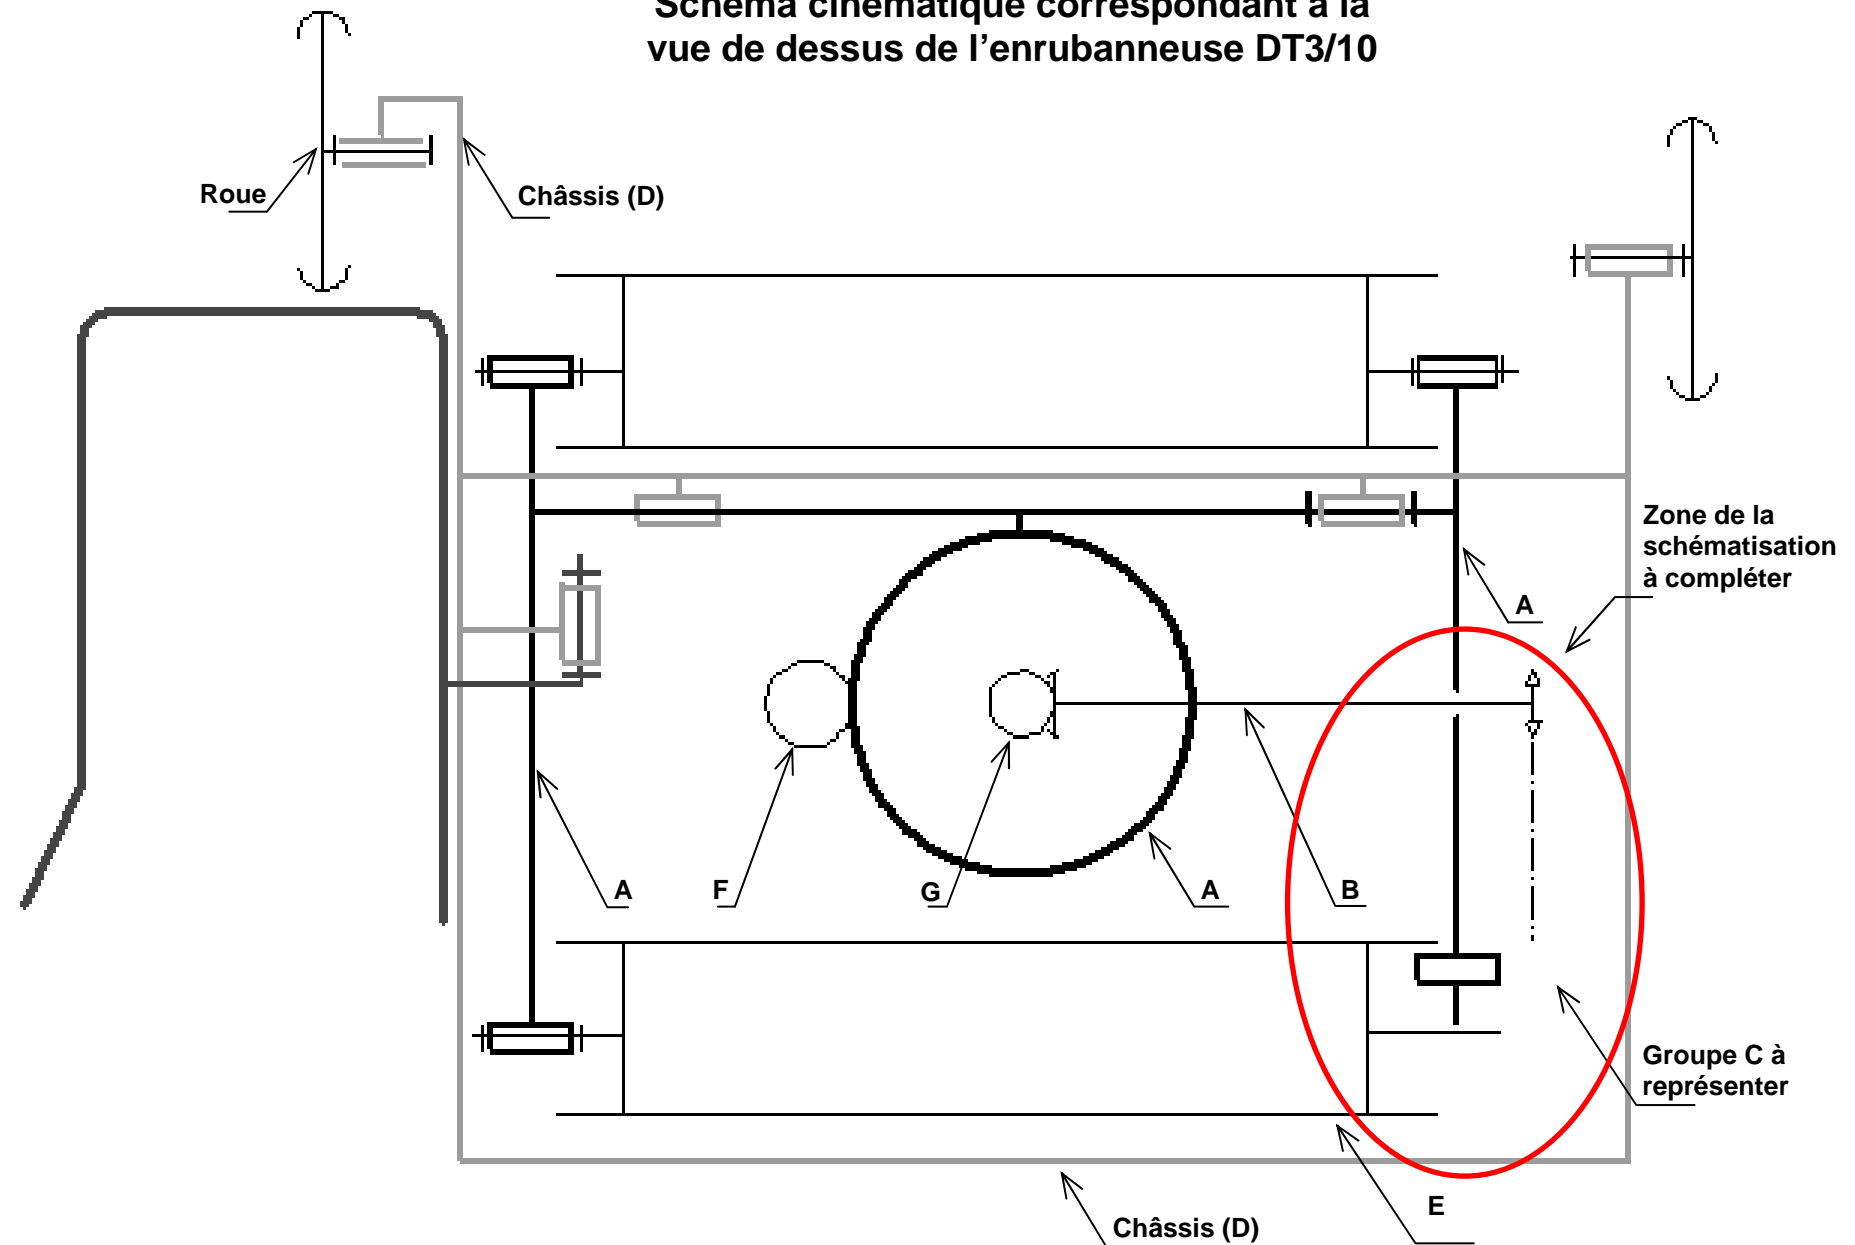 Schéma cinématique correspondant à la
vue de dessus de l'enrubanneuse DT3/10
Roue
Châssis (D)
Zone de la
schématisation
à compléter
A
A
F
G
A
B
Groupe C à
représenter
E
Châssis (D)